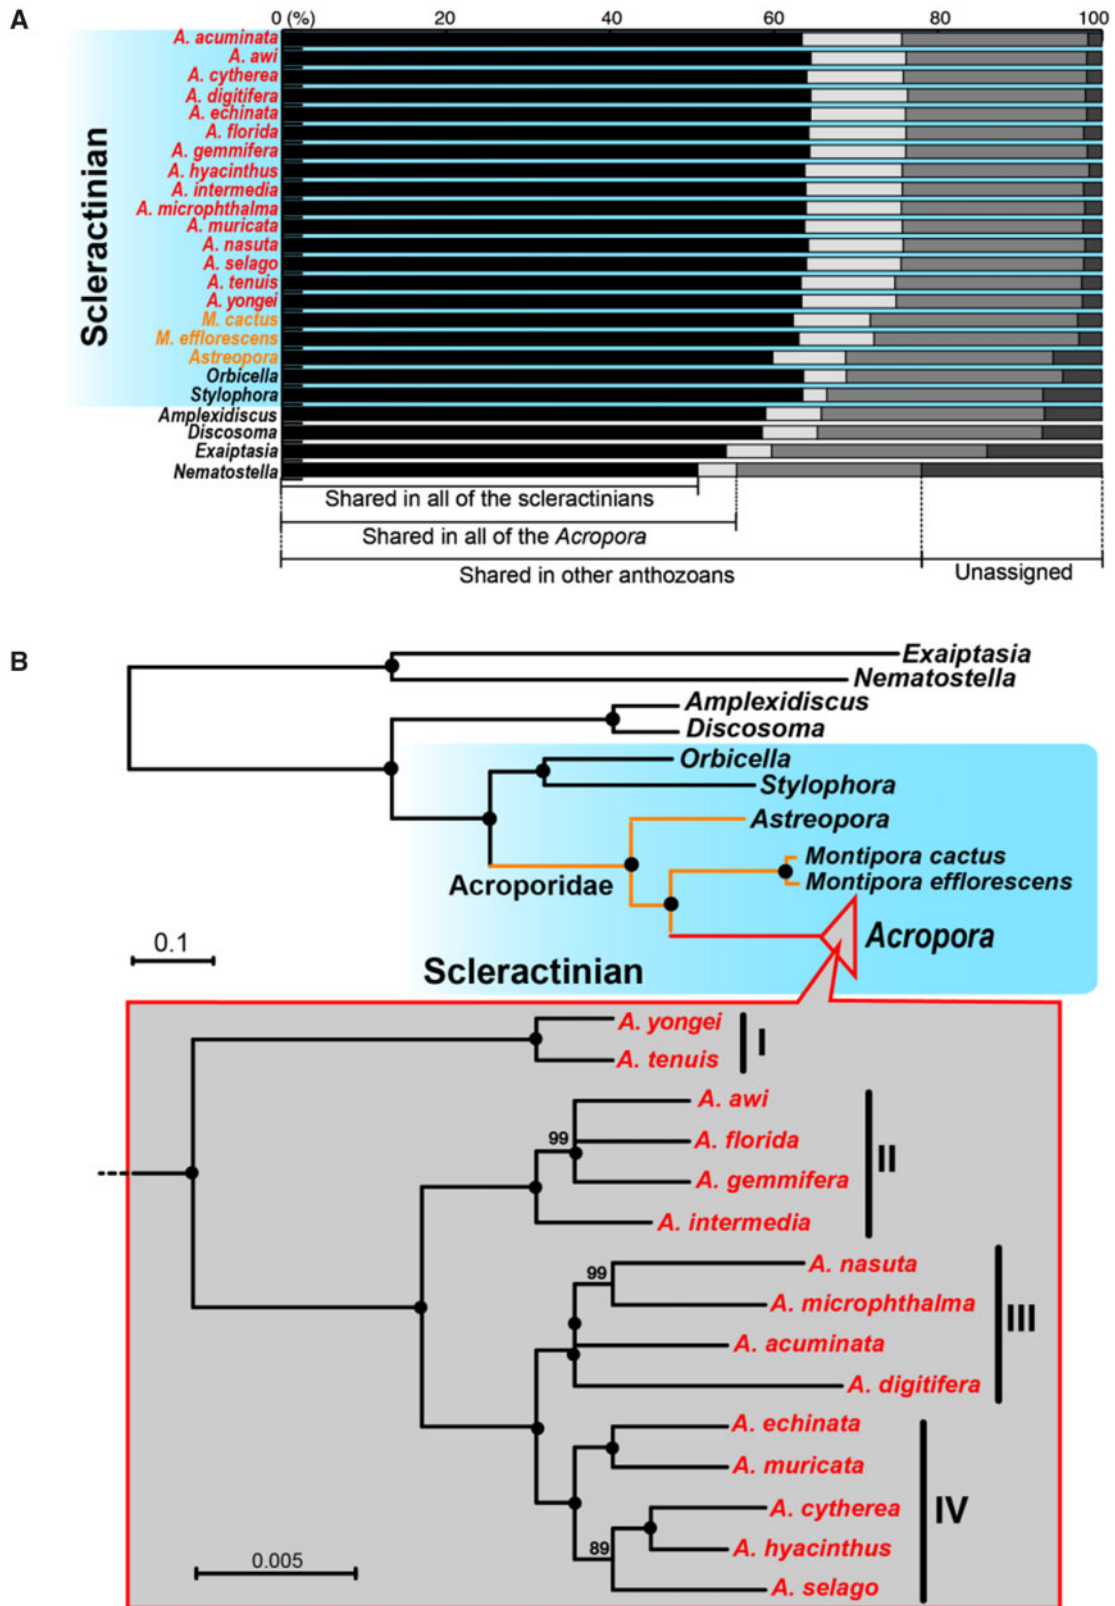 A
0 (%) 20 40 60 80 100
Scleractinian
A. acuminata
A. awi
A. cytherea
A. digitifera
A. echinata
A. florida
A. gemmifera
A. hyacinthus
A. intermedia
A. microphthalma
A. muricata
A. nasuta
A. selago
A. tenuis
A. yongei
M. cactus
M. efflorescens
Astreopora
Orbicella
Stylophora
Amplexidiscus
Discosoma
Exaiptasia
Nematostella
Shared in all of the scleractinians
Shared in all of the Acropora
Shared in other anthozoans
Unassigned
B
Exaiptasia
Nematostella
Amplexidiscus
Discosoma
Orbicella
Stylophora
Astreopora
Montipora cactus
Montipora efflorescens
Acroporidae
Acropora
0.1
Scleractinian
A. yongei
A. tenuis
I
A. awi
99
A. florida
A. gemmifera
A. intermedia
II
A. nasuta
99
A. microphthalma
A. acuminata
A. digitifera
III
A. echinata
A. muricata
A. cytherea
A. hyacinthus
89
A. selago
IV
0.005